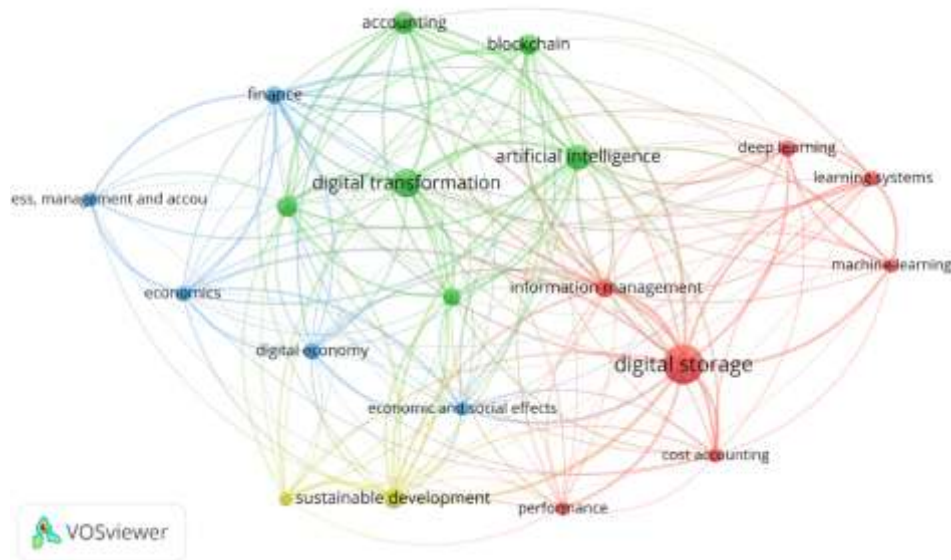 accounting
blockchain
finance
deep learning
artificial intelligence
learning systems
digital transformation
ess, management and accou
machine learning
information management
economics
digital economy
digital storage
economic and social effects
cost accounting
sustainable development
performance
VOSviewer